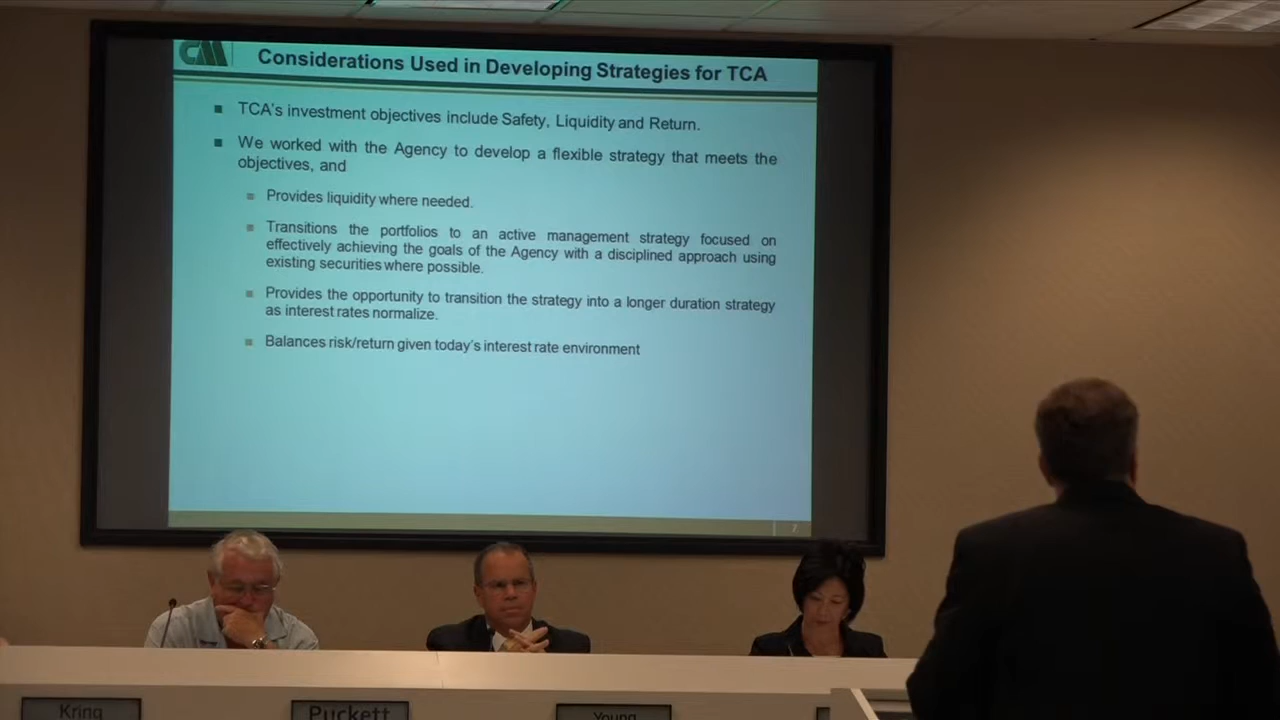 Considerations Used in Developing Strategies for TCA
TCA's investment objectives include Safety, Liquidity and Return.
We worked with the Agency to develop a flexible strategy that meets the
objectives, and
Provides liquidity where needed.
Transitions the portfolios to an active management strategy focused on
effectively achieving the goals of the Agency with a disciplined approach using
existing securities where possible.
Provides the opportunity to transition the strategy into a longer duration strategy
as interest rates normalize.
Balances risk/return given today's interest rate environment
7
Kring
Puckett
Young